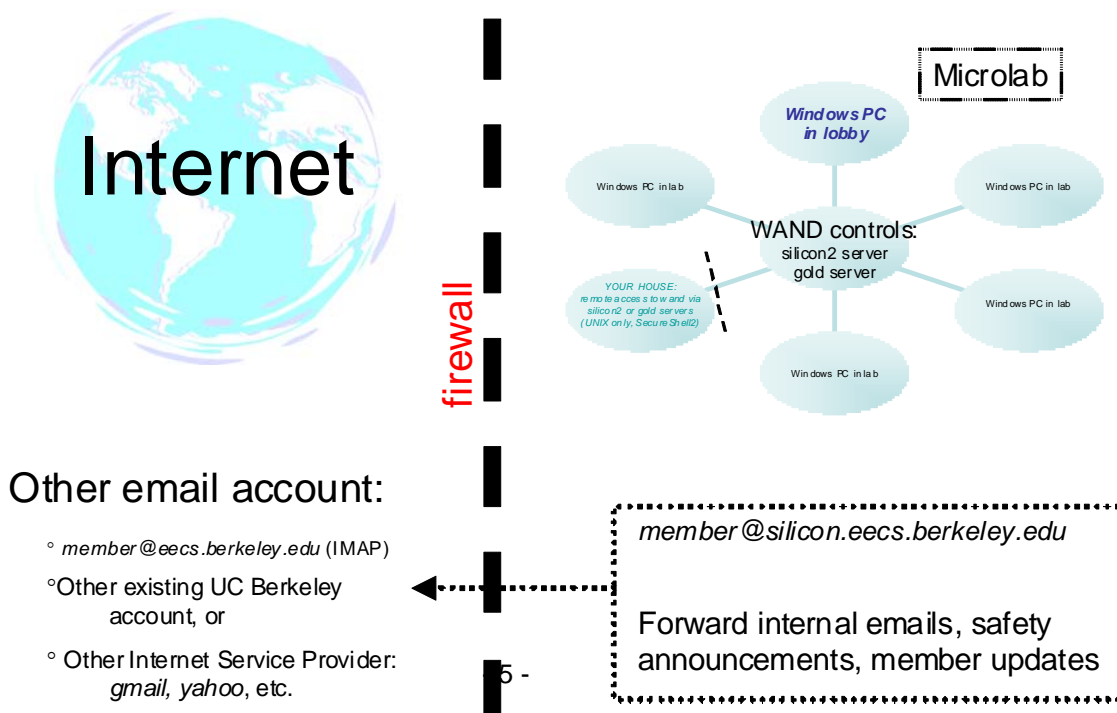 Internet
firewall
Microlab
Windows PC
in lobby
Windows PC in lab
Windows PC in lab
WAND controls:
silicon2 server
gold server
YOUR HOUSE:
remote access to wand via
silicon2 or gold servers
(UNIX only, SecureShell2)
Windows PC in lab
Windows PC in lab
Other email account:
° member@eecs.berkeley.edu (IMAP)
°Other existing UC Berkeley
account, or
° Other Internet Service Provider:
gmail, yahoo, etc.
member@silicon.eecs.berkeley.edu
Forward internal emails, safety
announcements, member updates
5 -